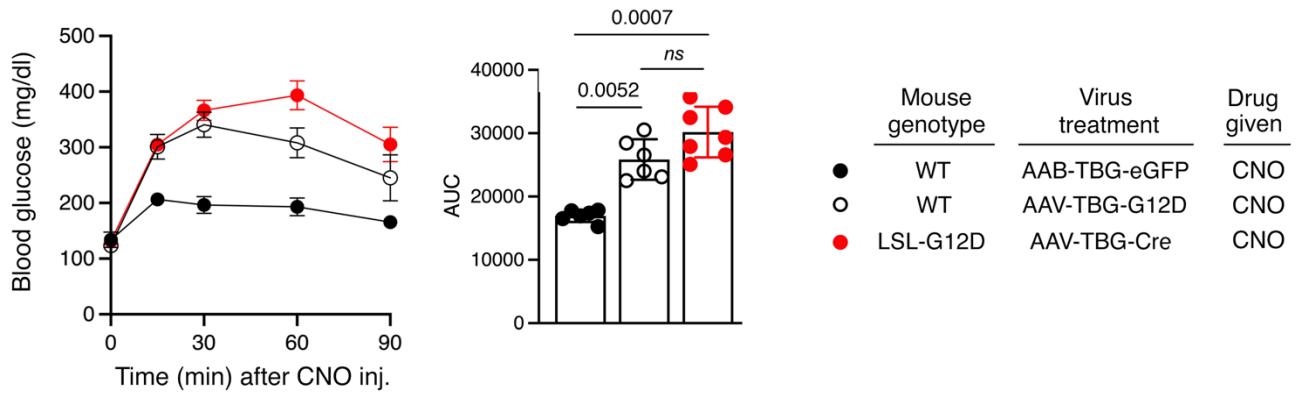 500
400
300
200
100
0
Blood glucose (mg/dl)
0 30 60 90
Time (min) after CNO inj.
0.0007
ns
0.0052
40000
30000
20000
10000
0
AUC
Mouse genotype
Virus treatment
Drug given
WT AAB-TBG-eGFP CNO
WT AAV-TBG-G12D CNO
LSL-G12D AAV-TBG-Cre CNO